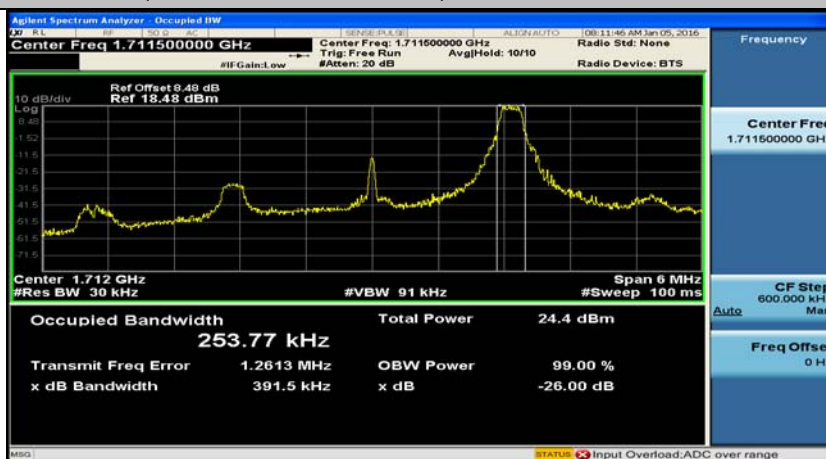 Agilent Spectrum Analyzer - Occupied BW
RL RF 50 Ω AC SENSE:PULSE ALIGN AUTO 08:11:46 AM Jan 05, 2016
Center Freq 1.711500000 GHz
Center Freq: 1.711500000 GHz Radio Std: None
Trig: Free Run Avg|Hold: 10/10
#IFGain:Low #Atten: 20 dB Radio Device: BTS
Frequency
Ref Offset 8.48 dB
10 dB/div Ref 18.48 dBm
Log
8.48
-1.52
-11.5
-21.5
-31.5
-41.5
-51.5
-61.5
-71.5
Center 1.712 GHz Span 6 MHz
#Res BW 30 kHz #VBW 91 kHz #Sweep 100 ms
Center Fre
1.711500000 GH
CF Step
600.000 kH
Auto Ma
Freq Offse
0 H
Occupied Bandwidth Total Power 24.4 dBm
253.77 kHz
Transmit Freq Error 1.2613 MHz OBW Power 99.00 %
x dB Bandwidth 391.5 kHz x dB -26.00 dB
MSG STATUS Input Overload;ADC over range